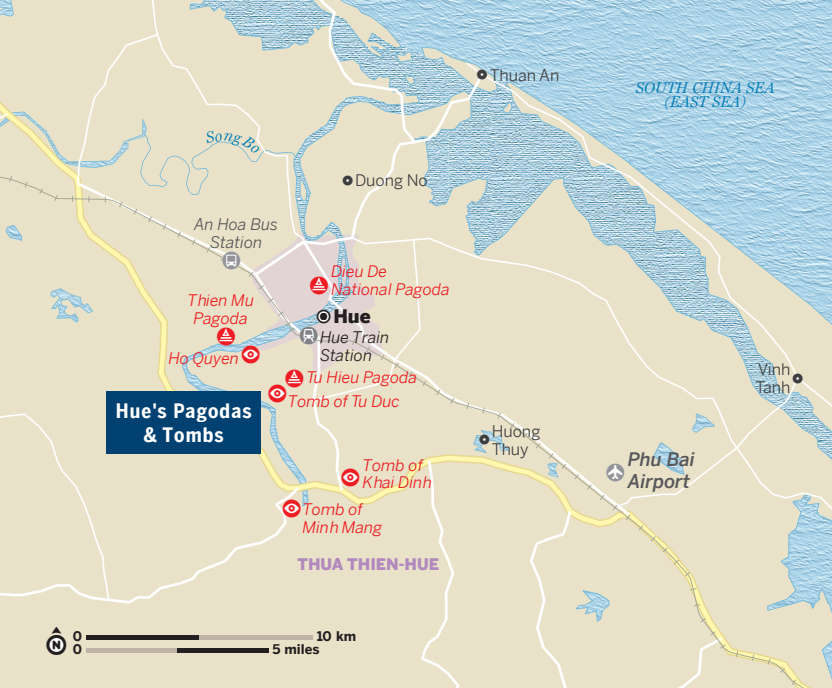 Thuan An
SOUTH CHINA SEA
(EAST SEA)
Song Bo
Duong No
An Hoa Bus
Station
Dieu De
National Pagoda
Thien Mu
Pagoda
Hue
Hue Train
Station
Ho Quyen
Tu Hieu Pagoda
Vinh
Tanh
Tomb of Tu Duc
Hue's Pagodas
& Tombs
Huong
Thuy
Phu Bai
Airport
Tomb of
Khai Dinh
Tomb of
Minh Mang
THUA THIEN-HUE
N
0 10 km
0 5 miles